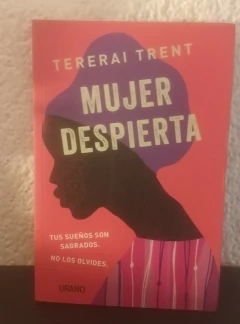 TERERAI TRENT
MUJER
DESPIERTA
TUS SUEÑOS SON
SAGRADOS.
NO LOS OLVIDES.
URANO